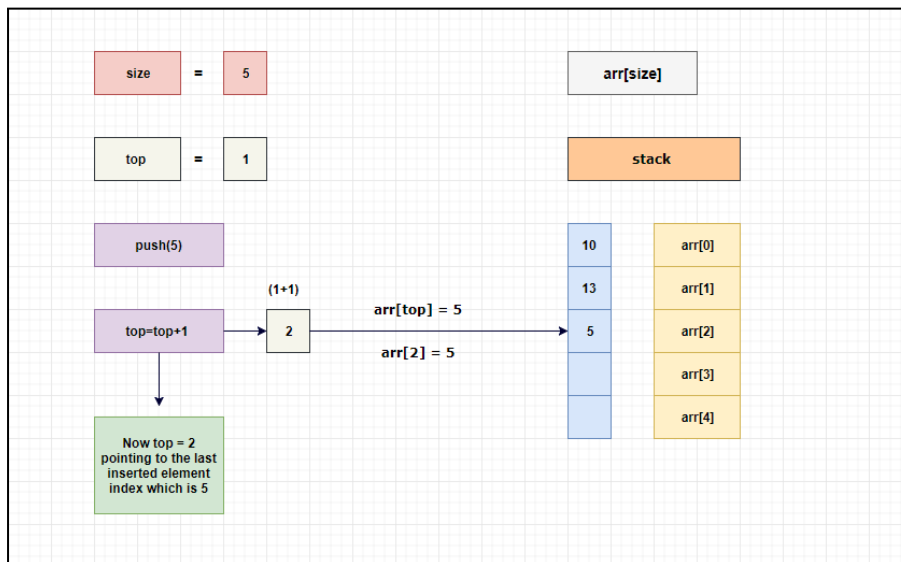 size = 5
arr[size]
top = 1
stack
push(5)
10 arr[0]
(1+1)
13 arr[1]
top=top+1
2
arr[top] = 5
arr[2] = 5
5 arr[2]
arr[3]
arr[4]
Now top = 2
pointing to the last
inserted element
index which is 5